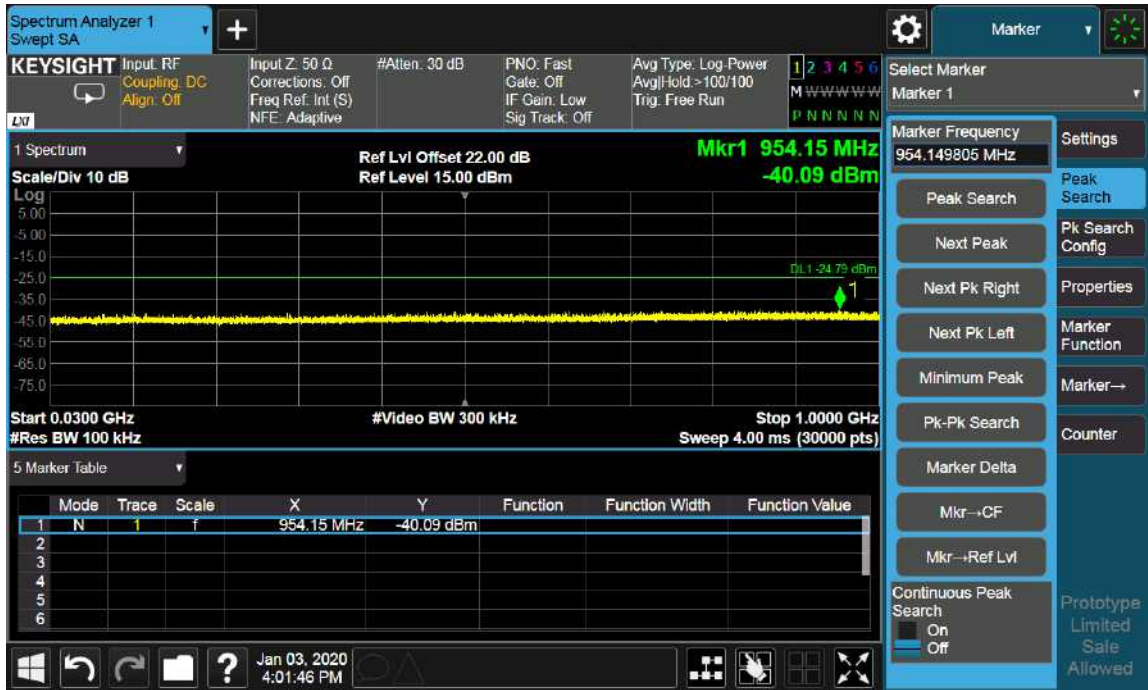 Spectrum Analyzer 1
Swept SA
+
Marker
KEYSIGHT
Input: RF
Coupling: DC
Align: Off
Input Z: 50 Ω
Corrections: Off
Freq Ref: Int (S)
NFE: Adaptive
#Atten: 30 dB
PNO: Fast
Gate: Off
IF Gain: Low
Sig Track: Off
Avg Type: Log-Power
Avg|Hold:>100/100
Trig: Free Run
1 2 3 4 5 6
M W W W W W
P N N N N N
LXI
Select Marker
Marker 1
1 Spectrum
Scale/Div 10 dB
Ref Lvl Offset 22.00 dB
Ref Level 15.00 dBm
Mkr1 954.15 MHz
-40.09 dBm
Log
5.00
-5.00
-15.0
-25.0
-35.0
-45.0
-55.0
-65.0
-75.0
DL1 -24.79 dBm
1
Start 0.0300 GHz
#Res BW 100 kHz
#Video BW 300 kHz
Stop 1.0000 GHz
Sweep 4.00 ms (30000 pts)
5 Marker Table
Mode Trace Scale X Y Function Function Width Function Value
1 N 1 f 954.15 MHz -40.09 dBm
2
3
4
5
6
Marker Frequency
954.149805 MHz
Peak Search
Next Peak
Next Pk Right
Next Pk Left
Minimum Peak
Pk-Pk Search
Marker Delta
Mkr→CF
Mkr→Ref Lvl
Continuous Peak
Search
On
Off
Settings
Peak
Search
Pk Search
Config
Properties
Marker
Function
Marker→
Counter
Prototype
Limited
Sale
Allowed
?
Jan 03, 2020
4:01:46 PM